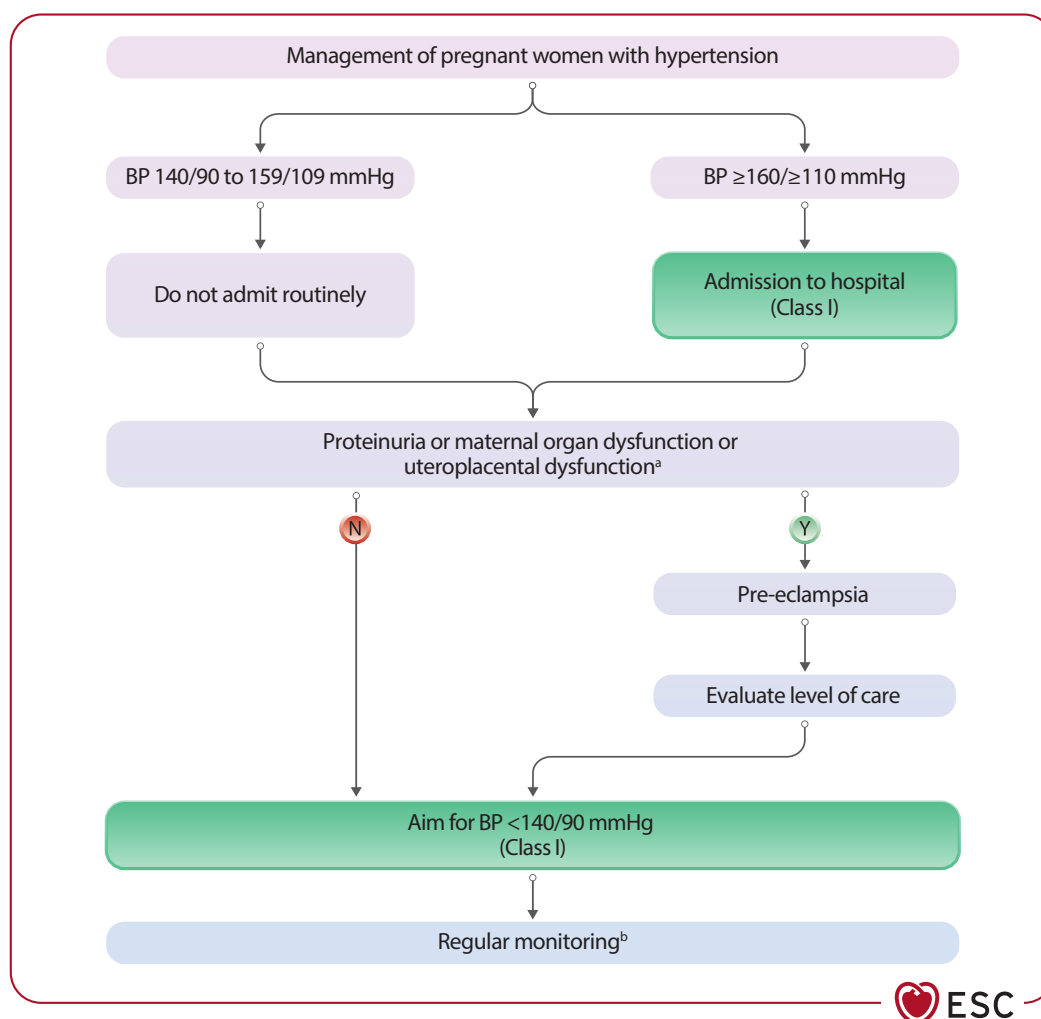 Management of pregnant women with hypertension
BP 140/90 to 159/109 mmHg
BP ≥160/≥110 mmHg
Do not admit routinely
Admission to hospital
(Class I)
Proteinuria or maternal organ dysfunction or
uteroplacental dysfunctionᵃ
N
Y
Pre-eclampsia
Evaluate level of care
Aim for BP <140/90 mmHg
(Class I)
Regular monitoringᵇ
ESC